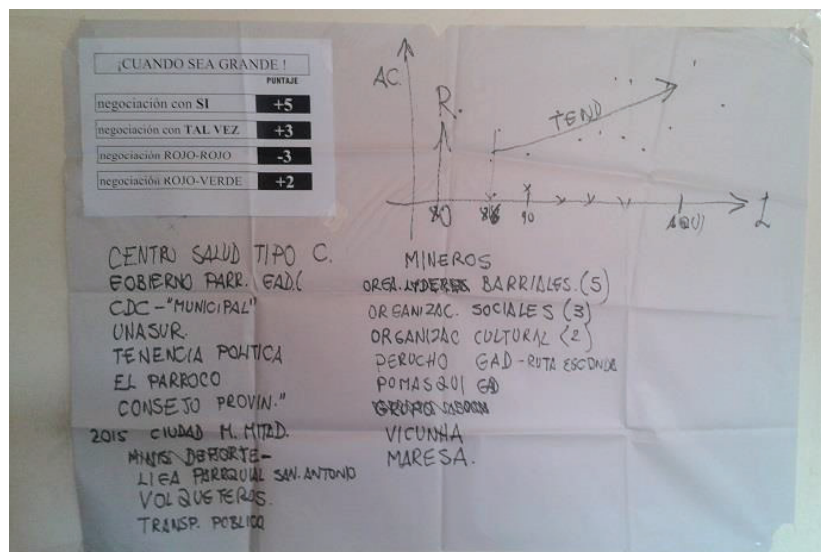 ¡CUANDO SEA GRANDE !
PUNTAJE
negociación con SI +5
negociación con TAL VEZ +3
negociación ROJO-ROJO -3
negociación ROJO-VERDE +2
AC.
R.
TEND
80
90
CENTRO SALUD TIPO C.
GOBIERNO PARR. GAD(
CDC-"MUNICIPAL"
UNASUR.
TENENCIA POLITICA
EL PARROCO
CONSEJO PROVIN."
2015 CIUDAD M. MITAD.
DEPORTE-
LIGA PARROQUIAL SAN. ANTONIO
VOLQUETEROS.
TRANSP. PUBLICO
MINEROS
ORGA. BARRIALES. (5)
ORGANIZAC. SOCIALES (3)
ORGANIZAC CULTURAL (2)
PERUCHO GAD-RUTA ESCONDI
POMASQUI GAD
VICUNHA
MARESA.